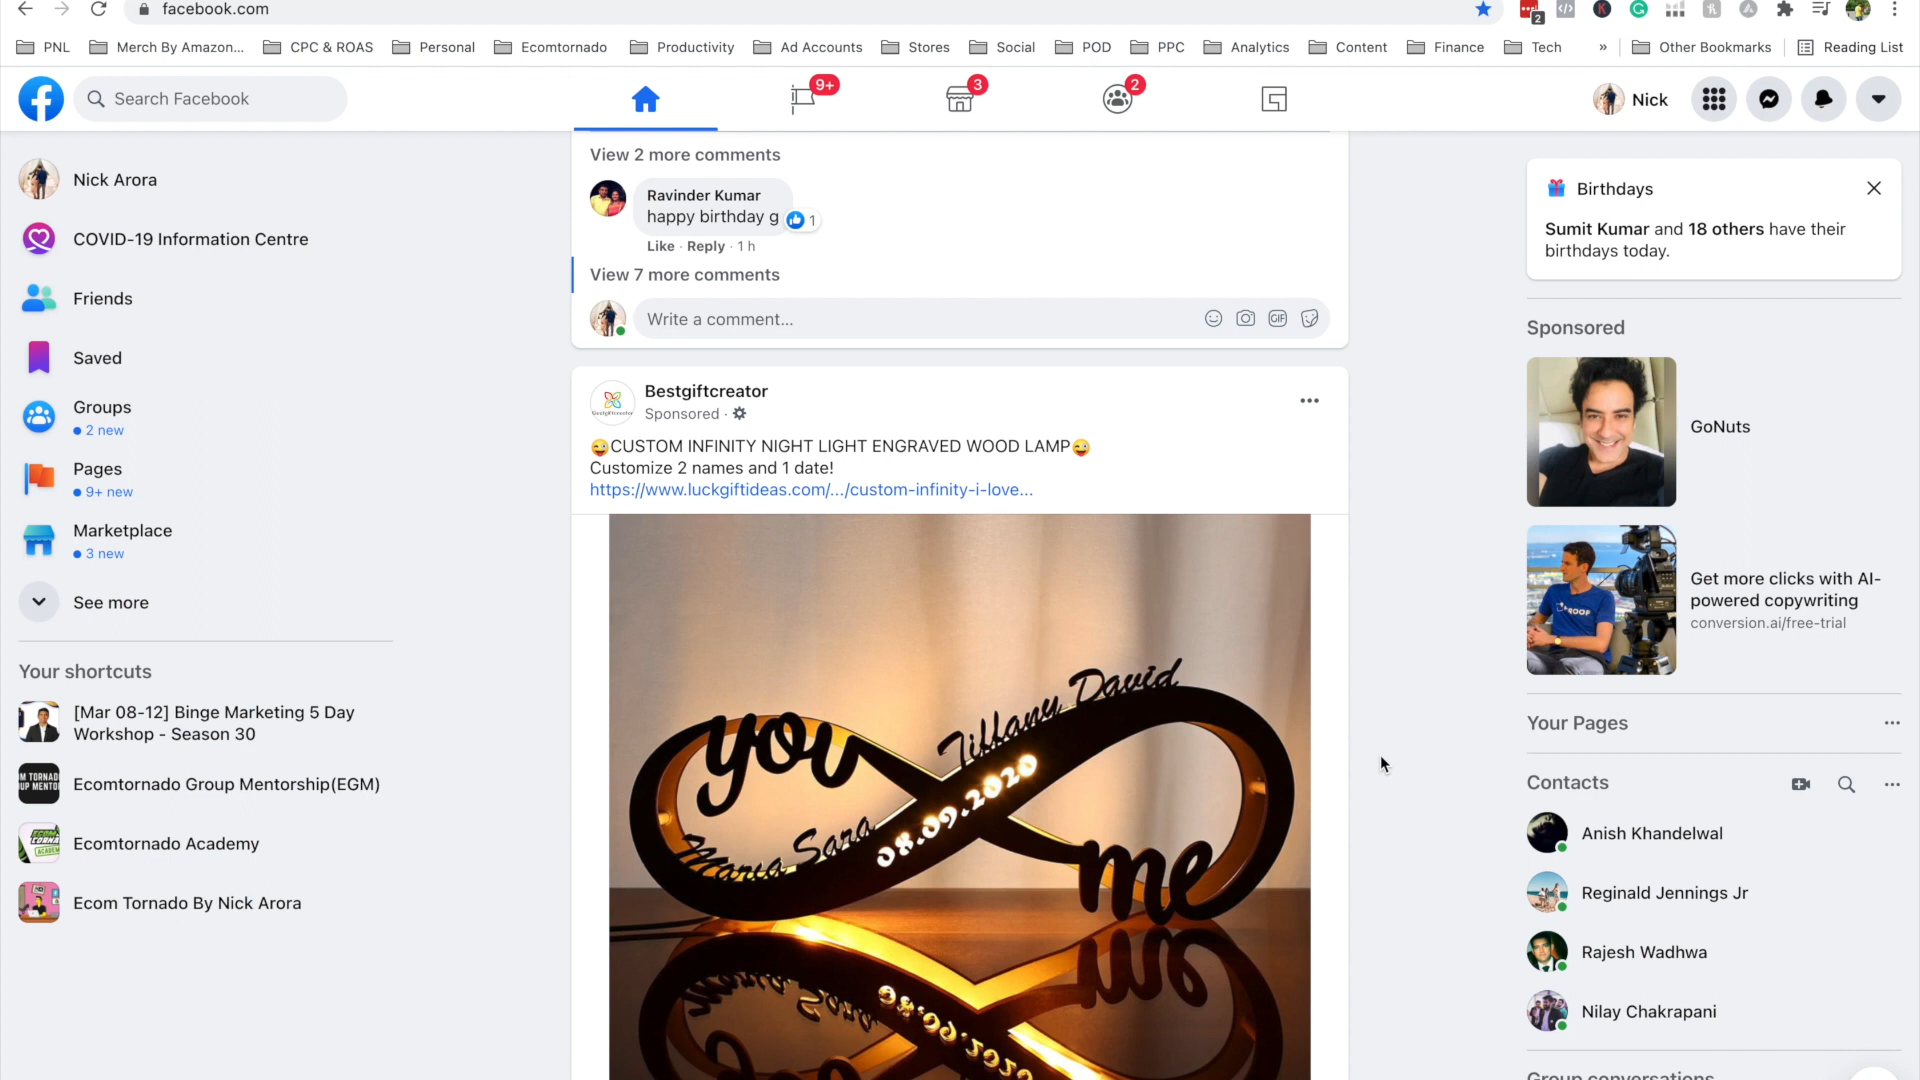 facebook.com
2
PNL
Merch By Amazon...
CPC & ROAS
Personal
Ecomtornado
Productivity
Ad Accounts
Stores
Social
POD
PPC
Analytics
Content
Finance
Tech
»
Other Bookmarks
Reading List
Search Facebook
9+
3
2
Nick
Nick Arora
COVID-19 Information Centre
Friends
Saved
Groups
2 new
Pages
9+ new
Marketplace
3 new
See more
Your shortcuts
[Mar 08-12] Binge Marketing 5 Day
Workshop - Season 30
Ecomtornado Group Mentorship(EGM)
Ecomtornado Academy
Ecom Tornado By Nick Arora
View 2 more comments
Ravinder Kumar
happy birthday g
1
Like · Reply · 1 h
View 7 more comments
Write a comment...
GIF
Bestgiftcreator
Sponsored ·
😜CUSTOM INFINITY NIGHT LIGHT ENGRAVED WOOD LAMP😜
Customize 2 names and 1 date!
https://www.luckgiftideas.com/.../custom-infinity-i-love...
you
Tiffany David
08.09.2020
Maria Sara
me
Birthdays
Sumit Kumar and 18 others have their
birthdays today.
Sponsored
GoNuts
Get more clicks with AI-
powered copywriting
conversion.ai/free-trial
Your Pages
Contacts
Anish Khandelwal
Reginald Jennings Jr
Rajesh Wadhwa
Nilay Chakrapani
Group conversations